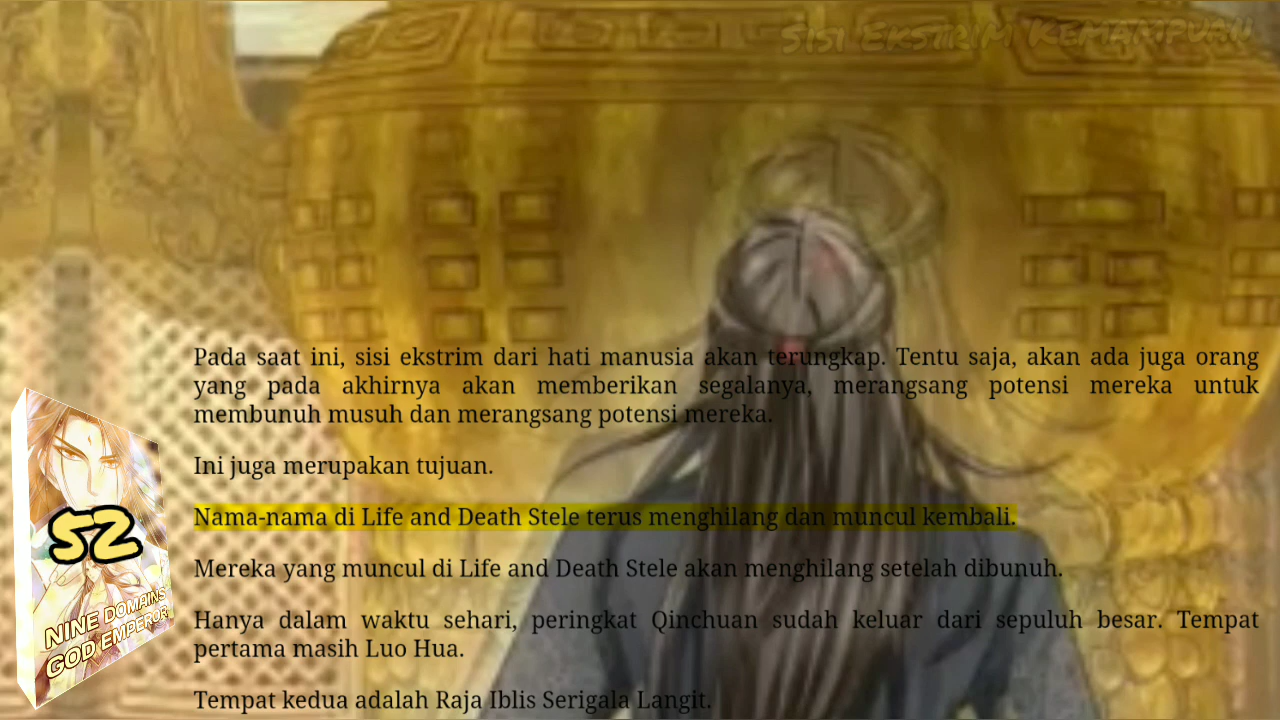 Sisi Ekstrim Kemampuan
Pada saat ini, sisi ekstrim dari hati manusia akan terungkap. Tentu saja, akan ada juga orang
yang pada akhirnya akan memberikan segalanya, merangsang potensi mereka untuk
membunuh musuh dan merangsang potensi mereka.
Ini juga merupakan tujuan.
Nama-nama di Life and Death Stele terus menghilang dan muncul kembali.
Mereka yang muncul di Life and Death Stele akan menghilang setelah dibunuh.
Hanya dalam waktu sehari, peringkat Qinchuan sudah keluar dari sepuluh besar. Tempat
pertama masih Luo Hua.
Tempat kedua adalah Raja Iblis Serigala Langit.
52
NINE DOMAINS
GOD EMPEROR